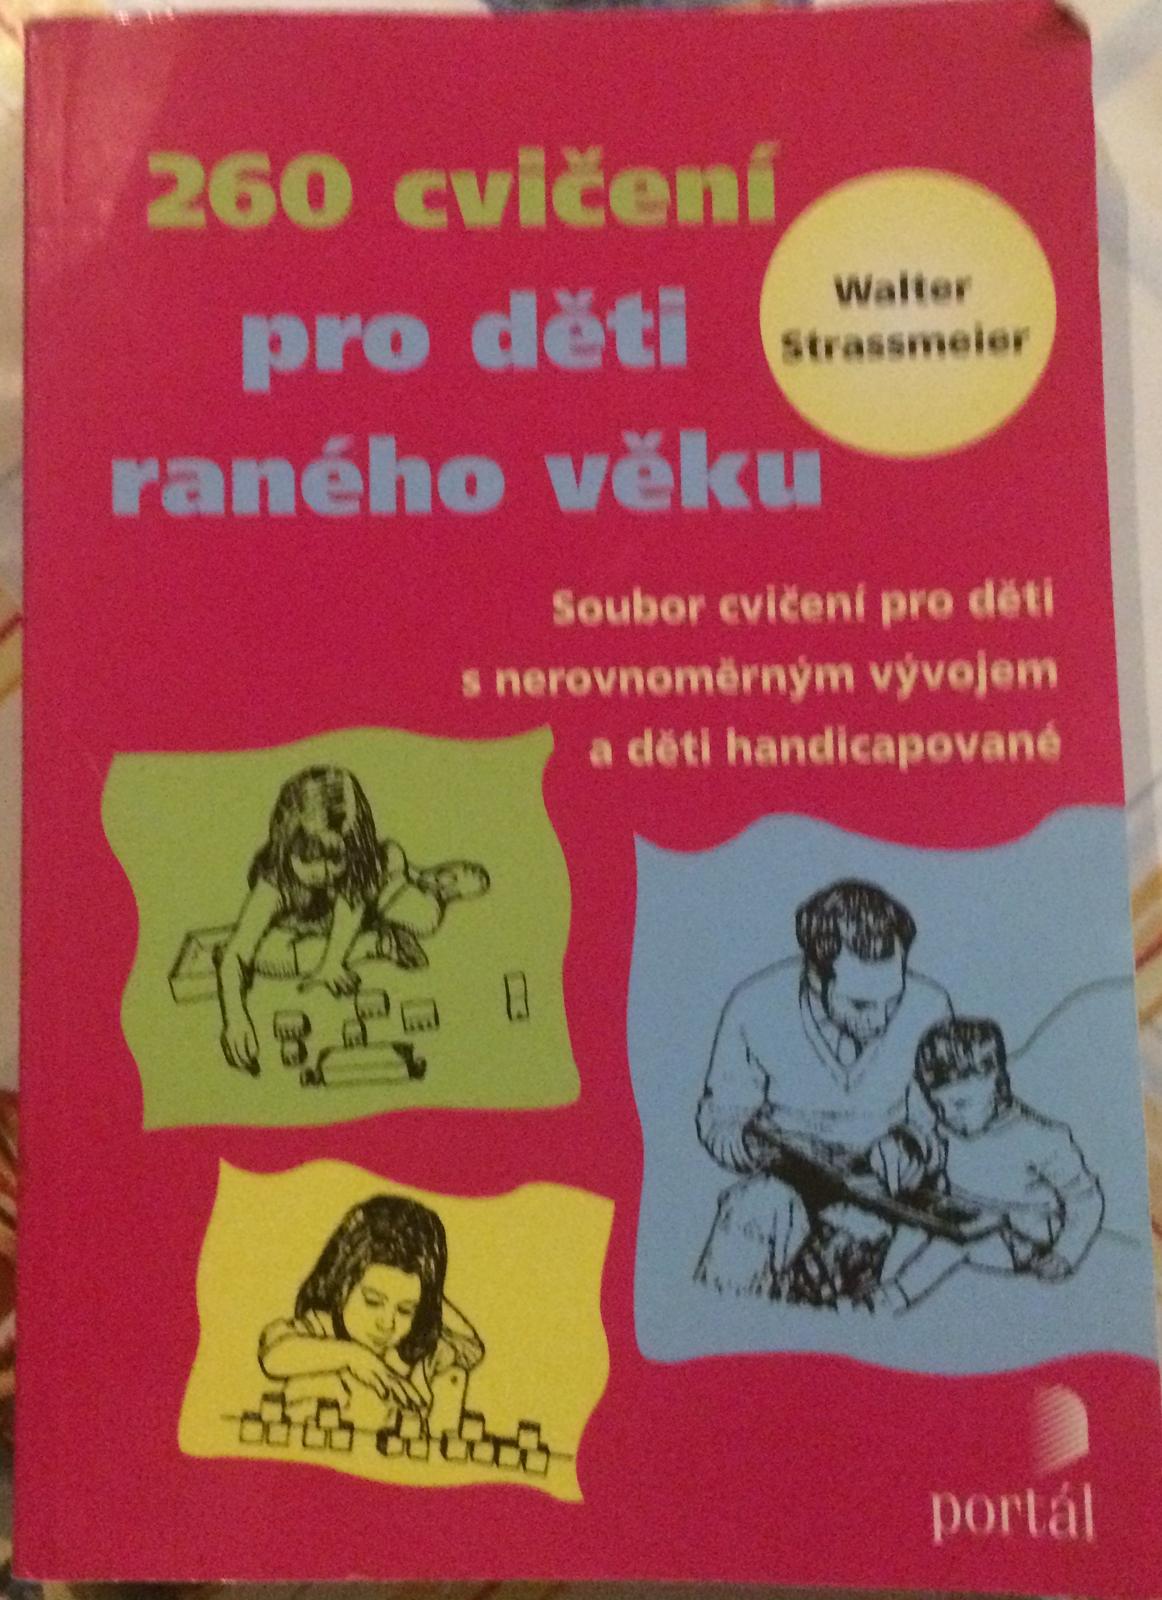 260 cvičení
pro děti
raného věku
Walter
Strassmeier
Soubor cvičení pro děti
s nerovnoměrným vývojem
a děti handicapované
portál